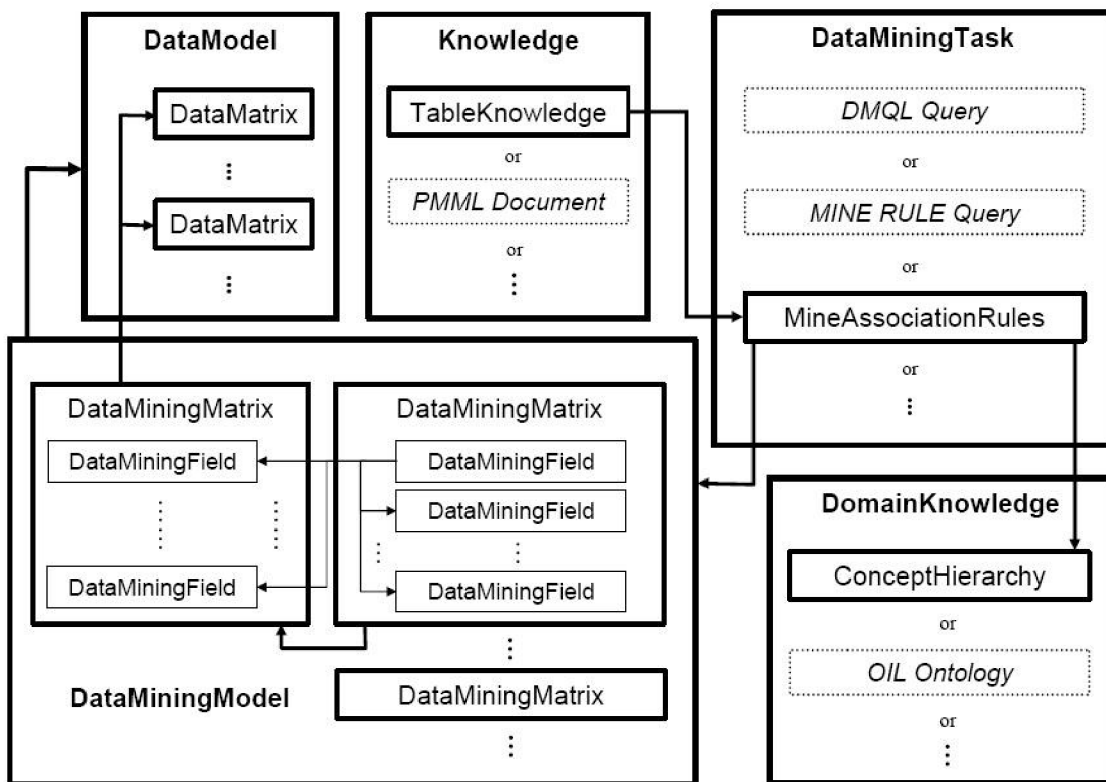 DataModel
DataMatrix
DataMatrix
Knowledge
TableKnowledge
or
PMML Document
or
DataMiningTask
DMQL Query
or
MINE RULE Query
or
MineAssociationRules
or
DataMiningMatrix
DataMiningField
DataMiningField
DataMiningMatrix
DataMiningField
DataMiningField
DataMiningField
DataMiningModel
DataMiningMatrix
DomainKnowledge
ConceptHierarchy
or
OIL Ontology
or